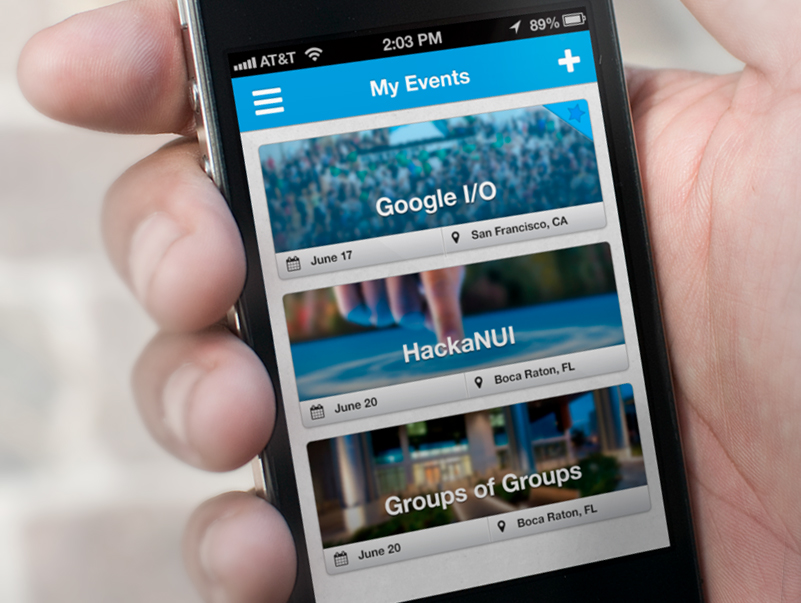 AT&T 2:03 PM 89%
My Events
Google I/O
June 17 San Francisco, CA
HackaNUI
June 20 Boca Raton, FL
Groups of Groups
June 20 Boca Raton, FL